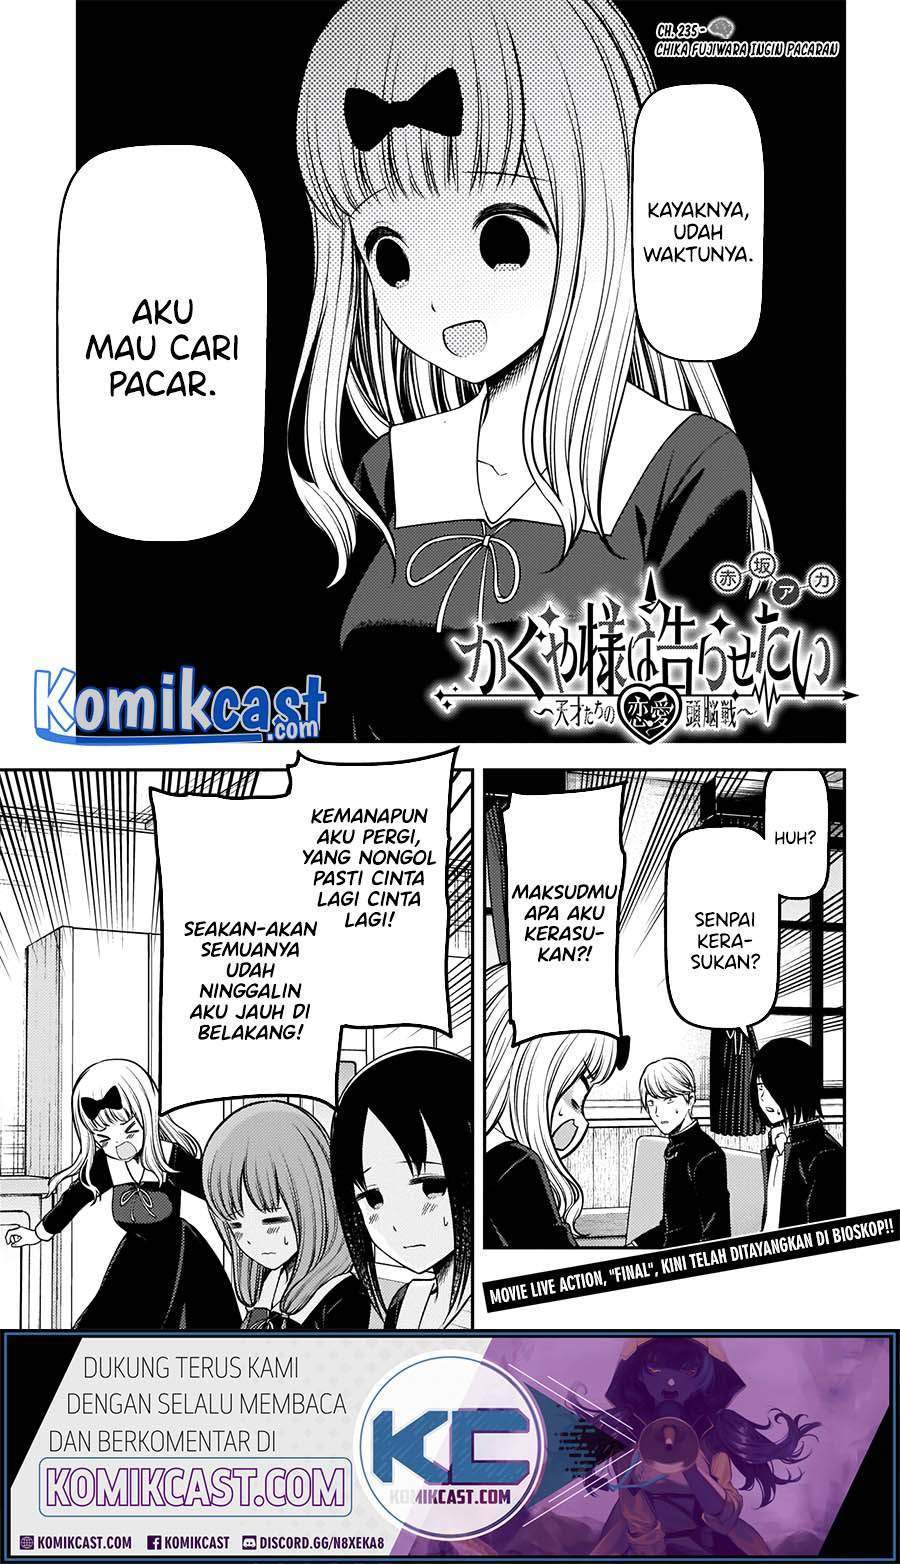 CH. 235-
CHIKA FUJIWARA INGIN PACARAN
KAYAKNYA,
UDAH
WAKTUNYA.
AKU
MAU CARI
PACAR.
赤坂アカ
かぐや様は告らせたい
~天才たちの恋愛頭脳戦~
Komikcast
.com
HUH?
SENPAI
KERA-
SUKAN?
MAKSUDMU
APA AKU
KERASU-
KAN?!
KEMANAPUN
AKU PERGI,
YANG NONGOL
PASTI CINTA
LAGI CINTA
LAGI!
SEAKAN-AKAN
SEMUANYA
UDAH
NINGGALIN
AKU JAUH DI
BELAKANG!
MOVIE LIVE ACTION, "FINAL", KINI TELAH DITAYANGKAN DI BIOSKOP!!
DUKUNG TERUS KAMI
DENGAN SELALU MEMBACA
DAN BERKOMENTAR DI
KOMIKCAST.COM
KC
KOMIKCAST.COM
KOMIKCAST.COM FB.COM/KOMIKCAST DISCORD.GG/N8XEKA8